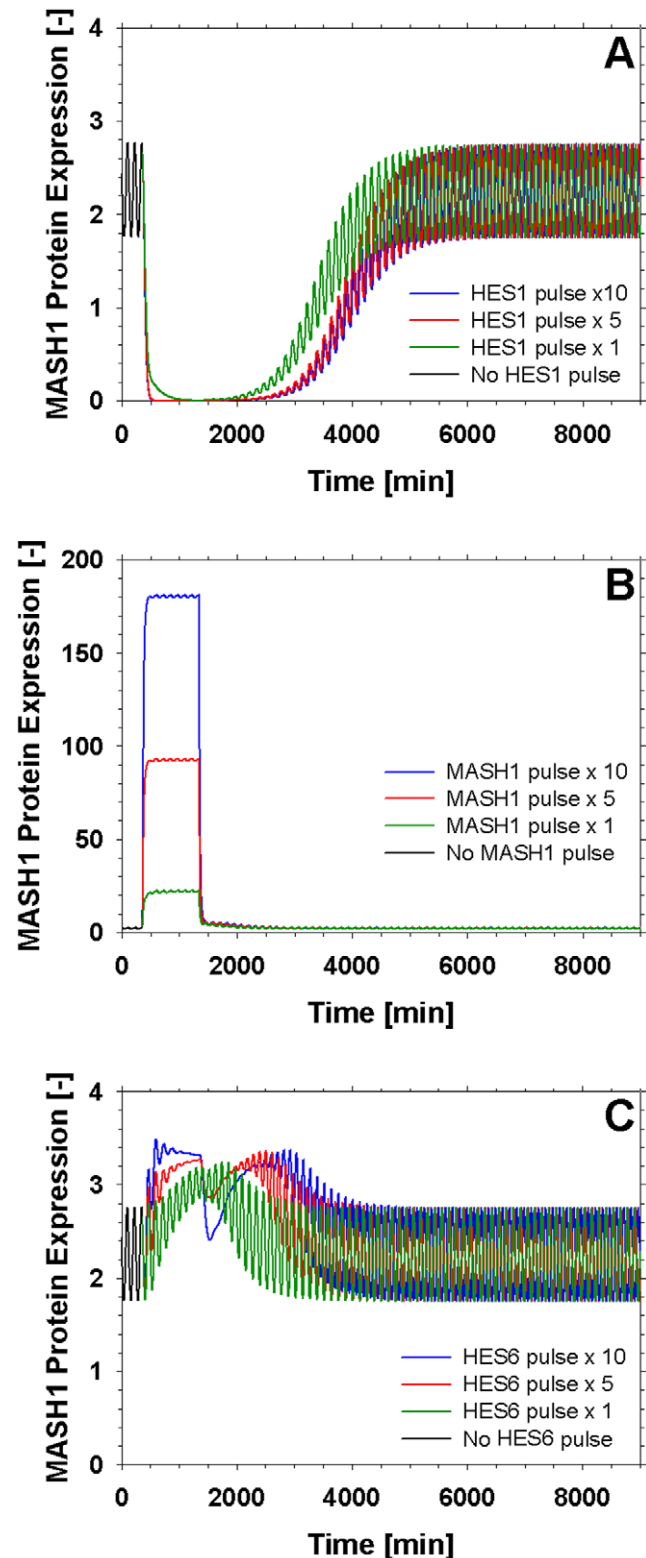 A
MASH1 Protein Expression [-]
4
3
2
1
0
HES1 pulse x10
HES1 pulse x 5
HES1 pulse x 1
No HES1 pulse
0 2000 4000 6000 8000
Time [min]
B
MASH1 Protein Expression [-]
200
150
100
50
0
MASH1 pulse x 10
MASH1 pulse x 5
MASH1 pulse x 1
No MASH1 pulse
0 2000 4000 6000 8000
Time [min]
C
MASH1 Protein Expression [-]
4
3
2
1
0
HES6 pulse x 10
HES6 pulse x 5
HES6 pulse x 1
No HES6 pulse
0 2000 4000 6000 8000
Time [min]